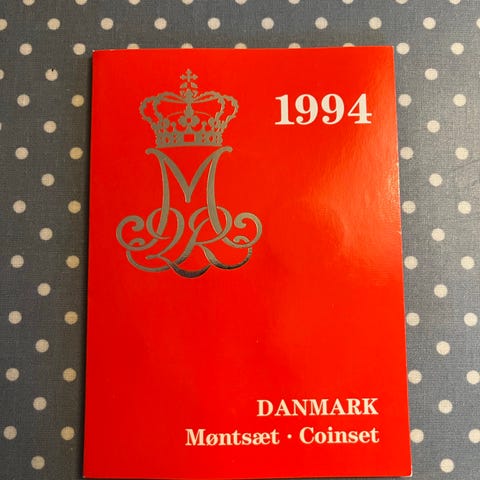 1994
DANMARK
Møntsæt · Coinset